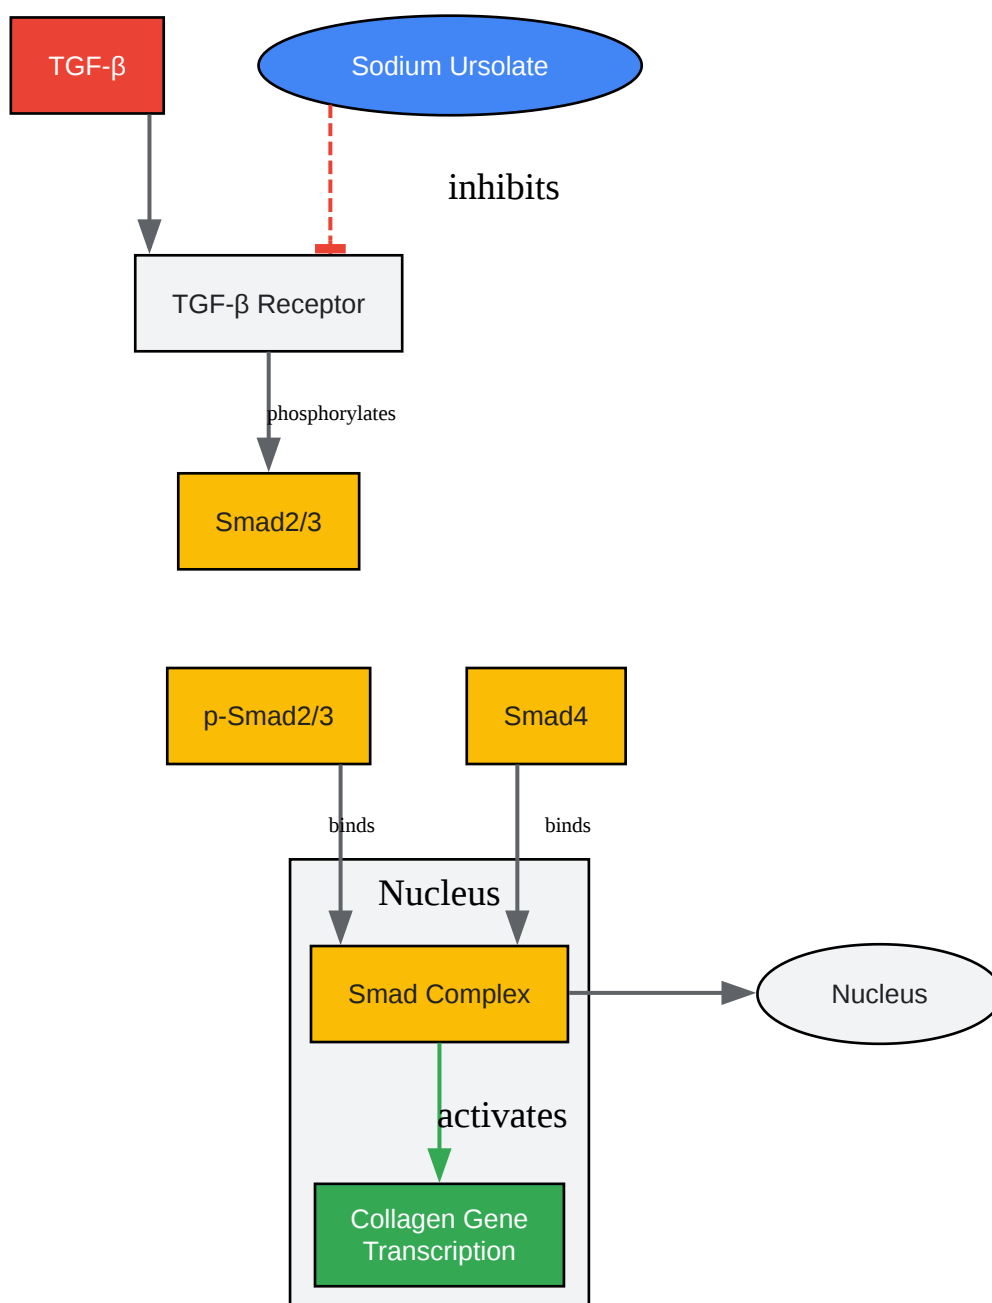 TGF-β
Sodium Ursolate
inhibits
TGF-β Receptor
phosphorylates
Smad2/3
p-Smad2/3
Smad4
binds
binds
Nucleus
Smad Complex
Nucleus
activates
Collagen Gene
Transcription